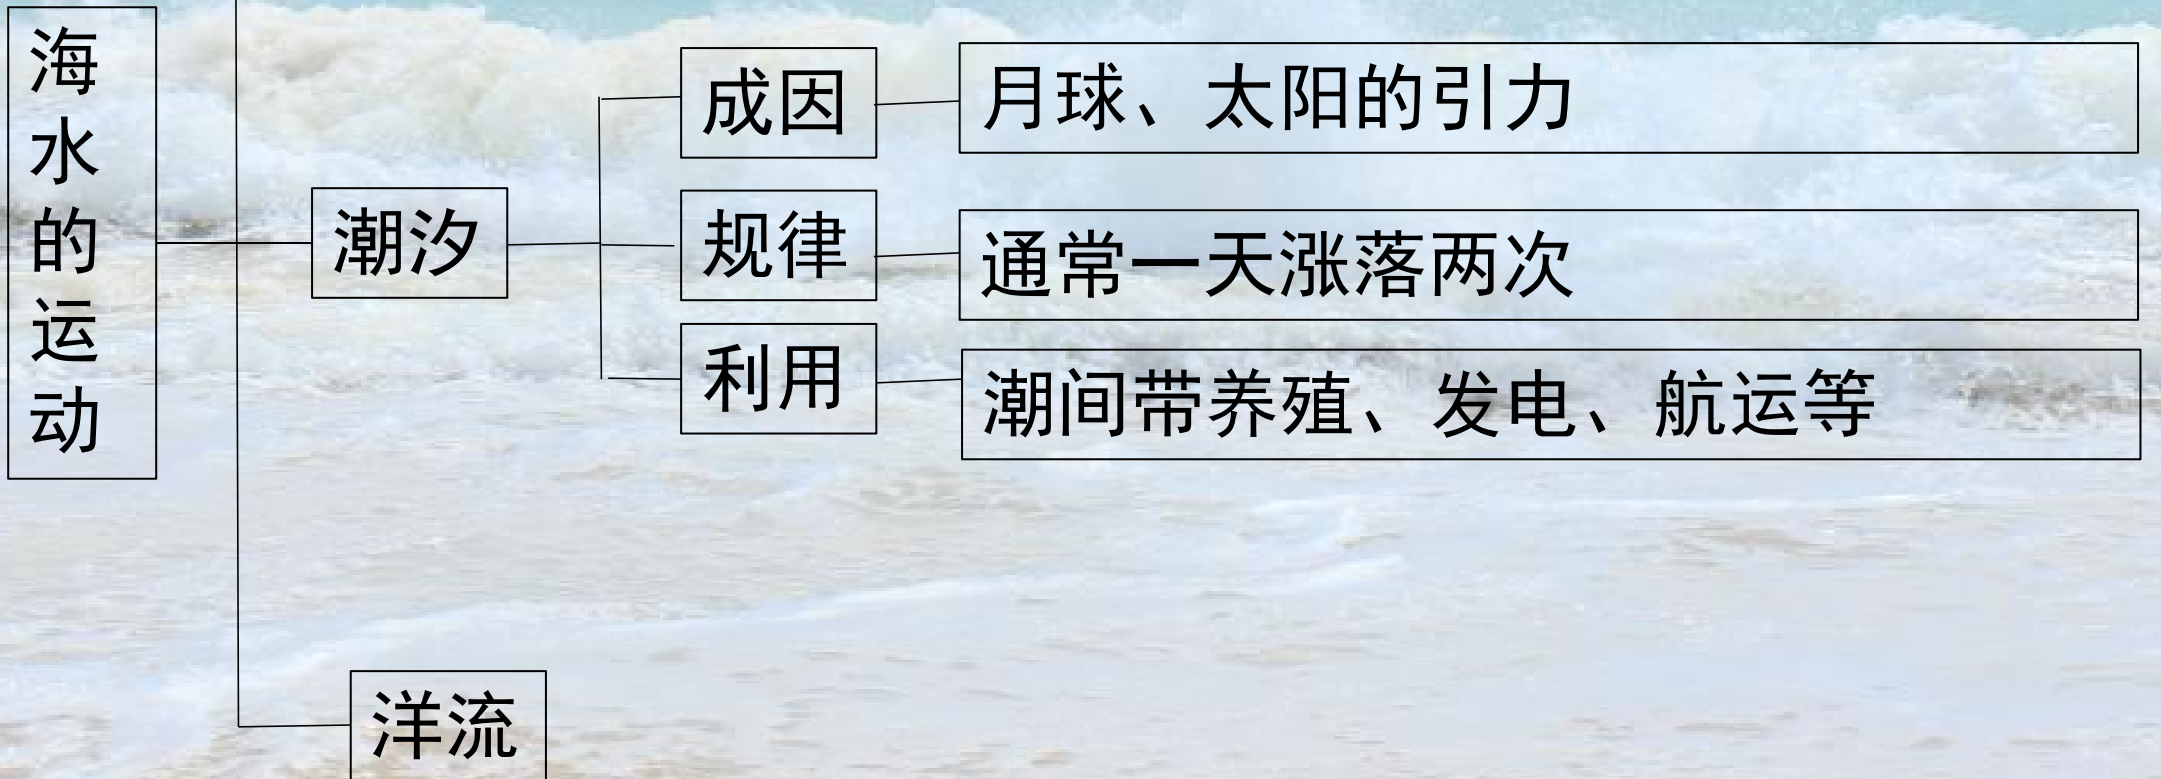 海水的运动
潮汐
成因
月球、太阳的引力
规律
通常一天涨落两次
利用
潮间带养殖、发电、航运等
洋流